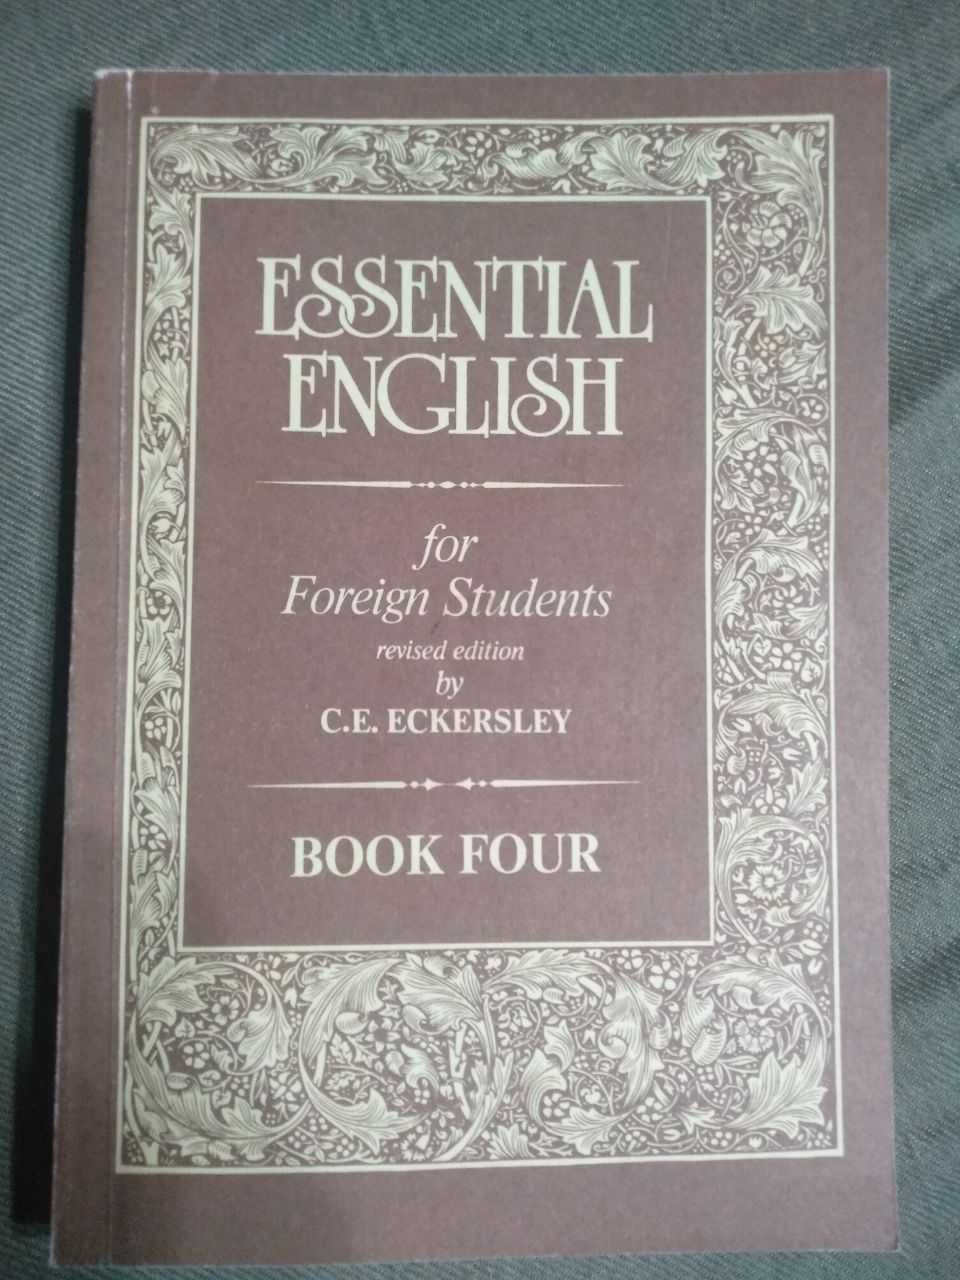 ESSENTIAL
ENGLISH
for
Foreign Students
revised edition
by
C.E. ECKERSLEY
BOOK FOUR